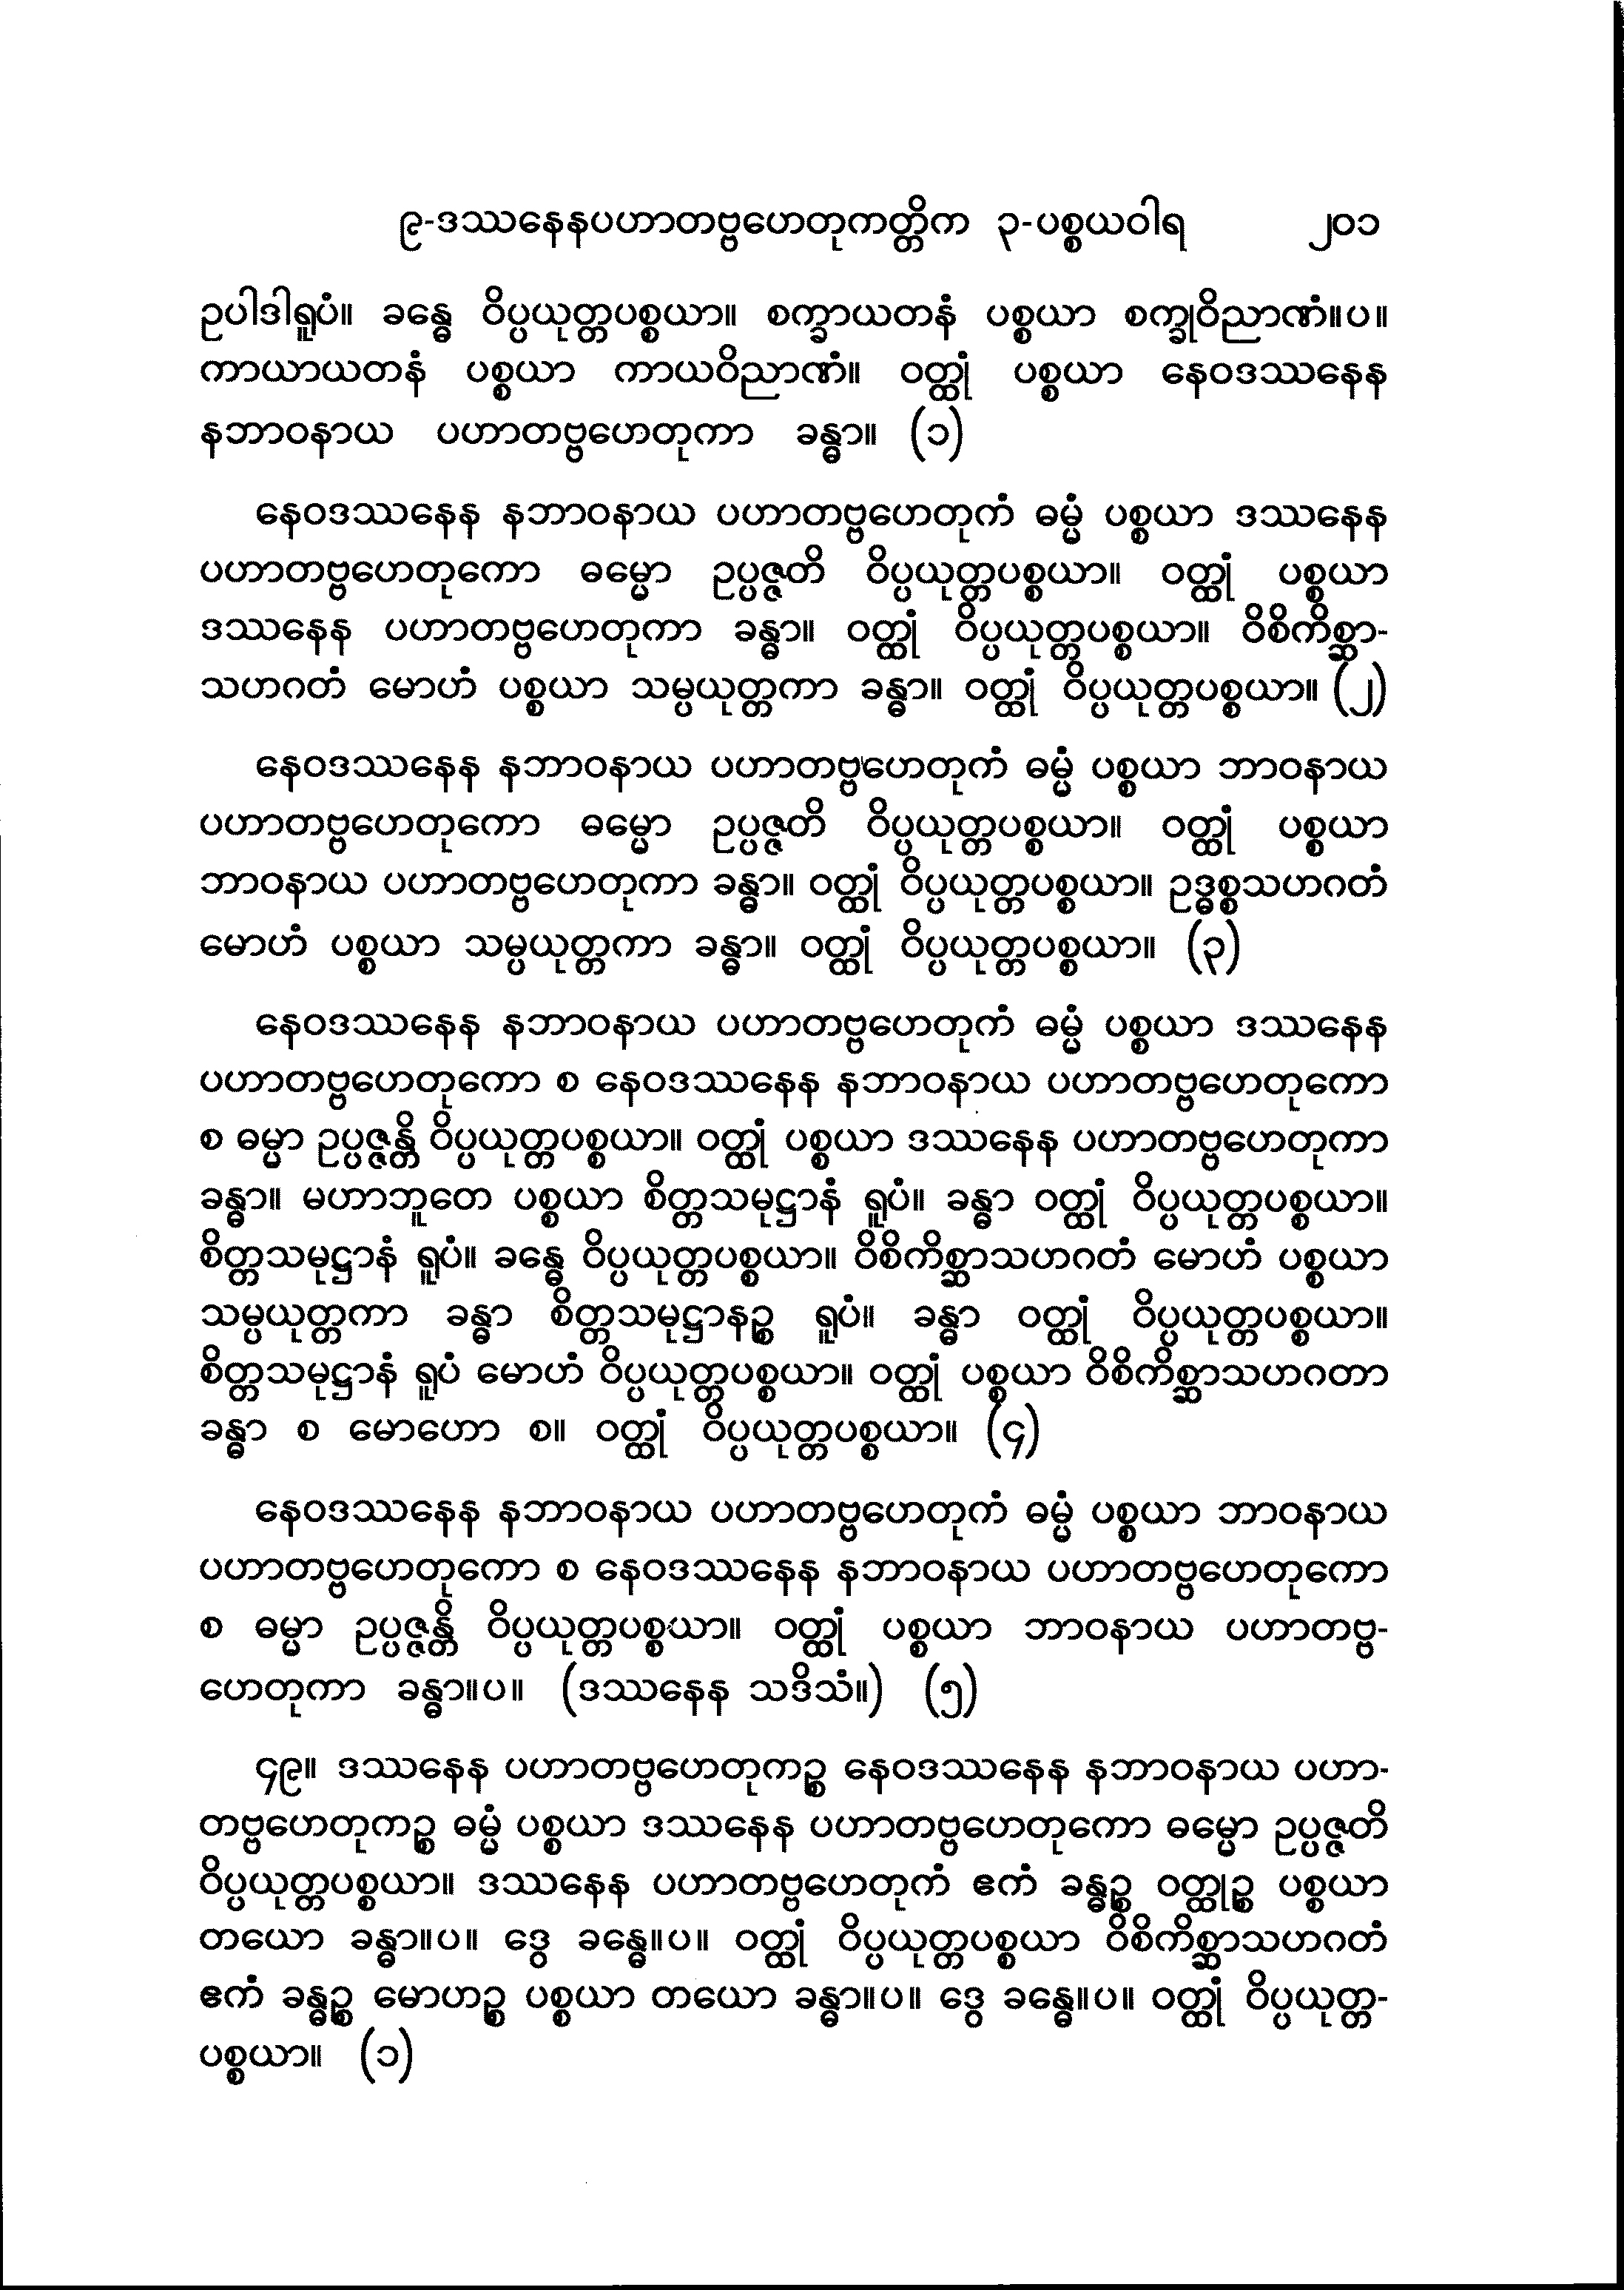 ၉-ဒဿနေနပဟာတဗ္ဗဟေတုကတ္တိက ၃-ပစ္စယဝါရ ၂၀၁
ဥပါဒါရူပံ။ ခန္ဓေ ဝိပ္ပယုတ္တပစ္စယာ။ စက္ခာယတနံ ပစ္စယာ စက္ခုဝိညာဏံ။ပ။
ကာယာယတနံ ပစ္စယာ ကာယဝိညာဏံ။ ဝတ္ထုံ ပစ္စယာ နေဝဒဿနေန
နဘာဝနာယ ပဟာတဗ္ဗဟေတုကာ ခန္ဓာ။ (၁)
နေဝဒဿနေန နဘာဝနာယ ပဟာတဗ္ဗဟေတုကံ ဓမ္မံ ပစ္စယာ ဒဿနေန
ပဟာတဗ္ဗဟေတုကော ဓမ္မော ဥပ္ပဇ္ဇတိ ဝိပ္ပယုတ္တပစ္စယာ။ ဝတ္ထုံ ပစ္စယာ
ဒဿနေန ပဟာတဗ္ဗဟေတုကာ ခန္ဓာ။ ဝတ္ထုံ ဝိပ္ပယုတ္တပစ္စယာ။ ဝိစိကိစ္ဆာ-
သဟဂတံ မောဟံ ပစ္စယာ သမ္ပယုတ္တကာ ခန္ဓာ။ ဝတ္ထုံ ဝိပ္ပယုတ္တပစ္စယာ။ (၂)
နေဝဒဿနေန နဘာဝနာယ ပဟာတဗ္ဗဟေတုကံ ဓမ္မံ ပစ္စယာ ဘာဝနာယ
ပဟာတဗ္ဗဟေတုကော ဓမ္မော ဥပ္ပဇ္ဇတိ ဝိပ္ပယုတ္တပစ္စယာ။ ဝတ္ထုံ ပစ္စယာ
ဘာဝနာယ ပဟာတဗ္ဗဟေတုကာ ခန္ဓာ။ ဝတ္ထုံ ဝိပ္ပယုတ္တပစ္စယာ။ ဥဒ္ဓစ္စသဟဂတံ
မောဟံ ပစ္စယာ သမ္ပယုတ္တကာ ခန္ဓာ။ ဝတ္ထုံ ဝိပ္ပယုတ္တပစ္စယာ။ (၃)
နေဝဒဿနေန နဘာဝနာယ ပဟာတဗ္ဗဟေတုကံ ဓမ္မံ ပစ္စယာ ဒဿနေန
ပဟာတဗ္ဗဟေတုကော စ နေဝဒဿနေန နဘာဝနာယ ပဟာတဗ္ဗဟေတုကော
စ ဓမ္မာ ဥပ္ပဇ္ဇန္တိ ဝိပ္ပယုတ္တပစ္စယာ။ ဝတ္ထုံ ပစ္စယာ ဒဿနေန ပဟာတဗ္ဗဟေတုကာ
ခန္ဓာ။ မဟာဘူတေ ပစ္စယာ စိတ္တသမုဋ္ဌာနံ ရူပံ။ ခန္ဓာ ဝတ္ထုံ ဝိပ္ပယုတ္တပစ္စယာ။
စိတ္တသမုဋ္ဌာနံ ရူပံ။ ခန္ဓေ ဝိပ္ပယုတ္တပစ္စယာ။ ဝိစိကိစ္ဆာသဟဂတံ မောဟံ ပစ္စယာ
သမ္ပယုတ္တကာ ခန္ဓာ စိတ္တသမုဋ္ဌာနဉ္စ ရူပံ။ ခန္ဓာ ဝတ္ထုံ ဝိပ္ပယုတ္တပစ္စယာ။
စိတ္တသမုဋ္ဌာနံ ရူပံ မောဟံ ဝိပ္ပယုတ္တပစ္စယာ။ ဝတ္ထုံ ပစ္စယာ ဝိစိကိစ္ဆာသဟဂတာ
ခန္ဓာ စ မောဟော စ။ ဝတ္ထုံ ဝိပ္ပယုတ္တပစ္စယာ။ (၄)
နေဝဒဿနေန နဘာဝနာယ ပဟာတဗ္ဗဟေတုကံ ဓမ္မံ ပစ္စယာ ဘာဝနာယ
ပဟာတဗ္ဗဟေတုကော စ နေဝဒဿနေန နဘာဝနာယ ပဟာတဗ္ဗဟေတုကော
စ ဓမ္မာ ဥပ္ပဇ္ဇန္တိ ဝိပ္ပယုတ္တပစ္စယာ။ ဝတ္ထုံ ပစ္စယာ ဘာဝနာယ ပဟာတဗ္ဗ-
ဟေတုကာ ခန္ဓာ။ပ။ (ဒဿနေန သဒိသံ။) (၅)
၄၉။ ဒဿနေန ပဟာတဗ္ဗဟေတုကဉ္စ နေဝဒဿနေန နဘာဝနာယ ပဟာ-
တဗ္ဗဟေတုကဉ္စ ဓမ္မံ ပစ္စယာ ဒဿနေန ပဟာတဗ္ဗဟေတုကော ဓမ္မော ဥပ္ပဇ္ဇတိ
ဝိပ္ပယုတ္တပစ္စယာ။ ဒဿနေန ပဟာတဗ္ဗဟေတုကံ ဧကံ ခန္ဓဉ္စ ဝတ္ထုဉ္စ ပစ္စယာ
တယော ခန္ဓာ။ပ။ ဒွေ ခန္ဓေ။ပ။ ဝတ္ထုံ ဝိပ္ပယုတ္တပစ္စယာ ဝိစိကိစ္ဆာသဟဂတံ
ဧကံ ခန္ဓဉ္စ မောဟဉ္စ ပစ္စယာ တယော ခန္ဓာ။ပ။ ဒွေ ခန္ဓေ။ပ။ ဝတ္ထုံ ဝိပ္ပယုတ္တ-
ပစ္စယာ။ (၁)